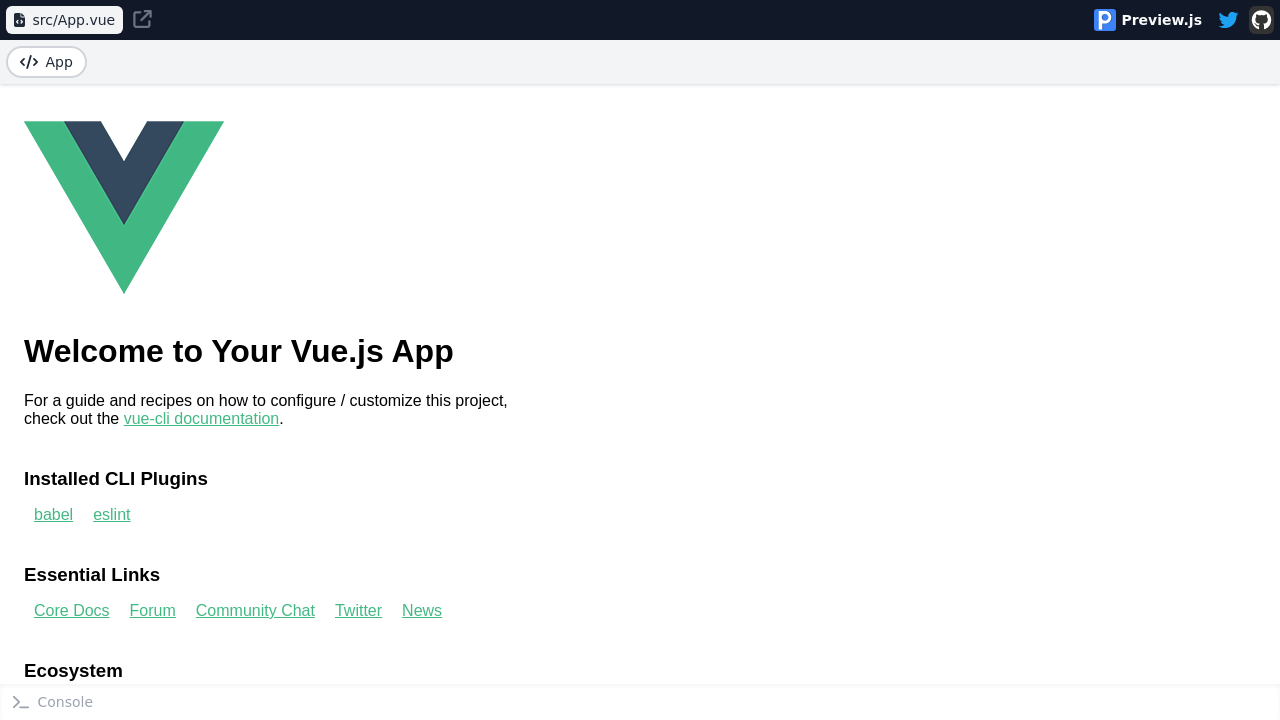 src/App.vue
Preview.js
App
Welcome to Your Vue.js App
For a guide and recipes on how to configure / customize this project,
check out the vue-cli documentation.
Installed CLI Plugins
babel eslint
Essential Links
Core Docs Forum Community Chat Twitter News
Ecosystem
Console